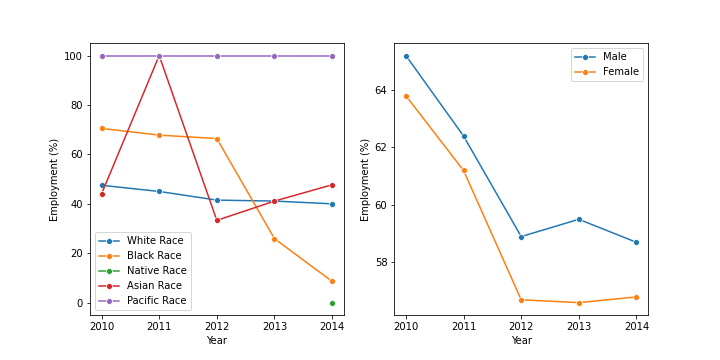 100
80
60
40
20
0
Employment (%)
White Race
Black Race
Native Race
Asian Race
Pacific Race
2010 2011 2012 2013 2014
Year
64
62
60
58
Employment (%)
Male
Female
2010 2011 2012 2013 2014
Year